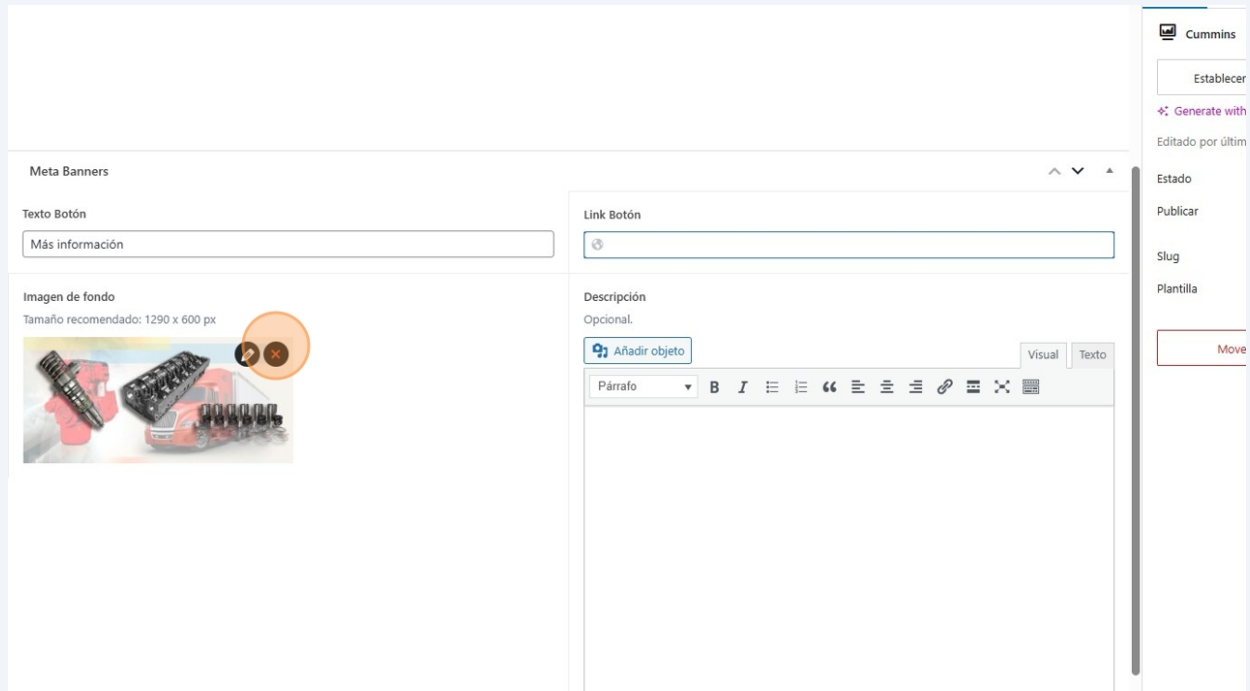 Cummins
Establecer
Generate with
Editado por últim
Meta Banners
Estado
Texto Botón
Link Botón
Publicar
Más información
Slug
Plantilla
Imagen de fondo
Descripción
Tamaño recomendado: 1290 x 600 px
Opcional.
Añadir objeto
Visual
Texto
Move
Párrafo
B
I